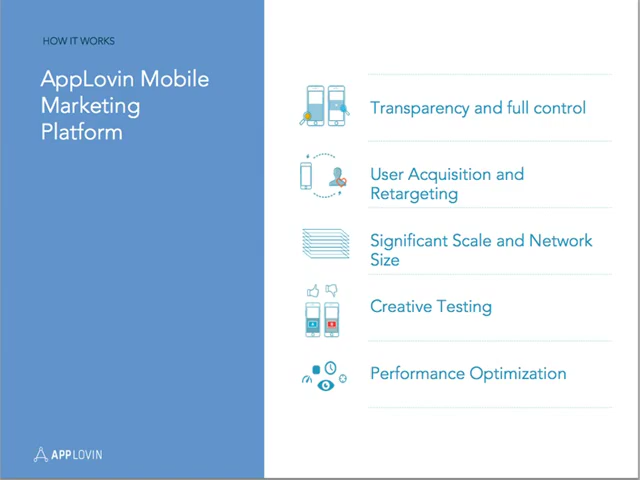 HOW IT WORKS
AppLovin Mobile
Marketing
Platform
Transparency and full control
User Acquisition and
Retargeting
Significant Scale and Network
Size
Creative Testing
Performance Optimization
APPLOVIN